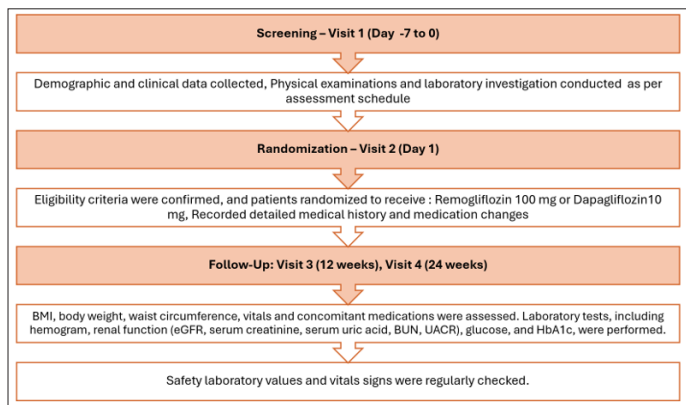 Screening – Visit 1 (Day -7 to 0)
Demographic and clinical data collected, Physical examinations and laboratory investigation conducted as per
assessment schedule
Randomization – Visit 2 (Day 1)
Eligibility criteria were confirmed, and patients randomized to receive : Remogliflozin 100 mg or Dapagliflozin10
mg, Recorded detailed medical history and medication changes
Follow-Up: Visit 3 (12 weeks), Visit 4 (24 weeks)
BMI, body weight, waist circumference, vitals and concomitant medications were assessed. Laboratory tests, including
hemogram, renal function (eGFR, serum creatinine, serum uric acid, BUN, UACR), glucose, and HbA1c, were performed.
Safety laboratory values and vitals signs were regularly checked.